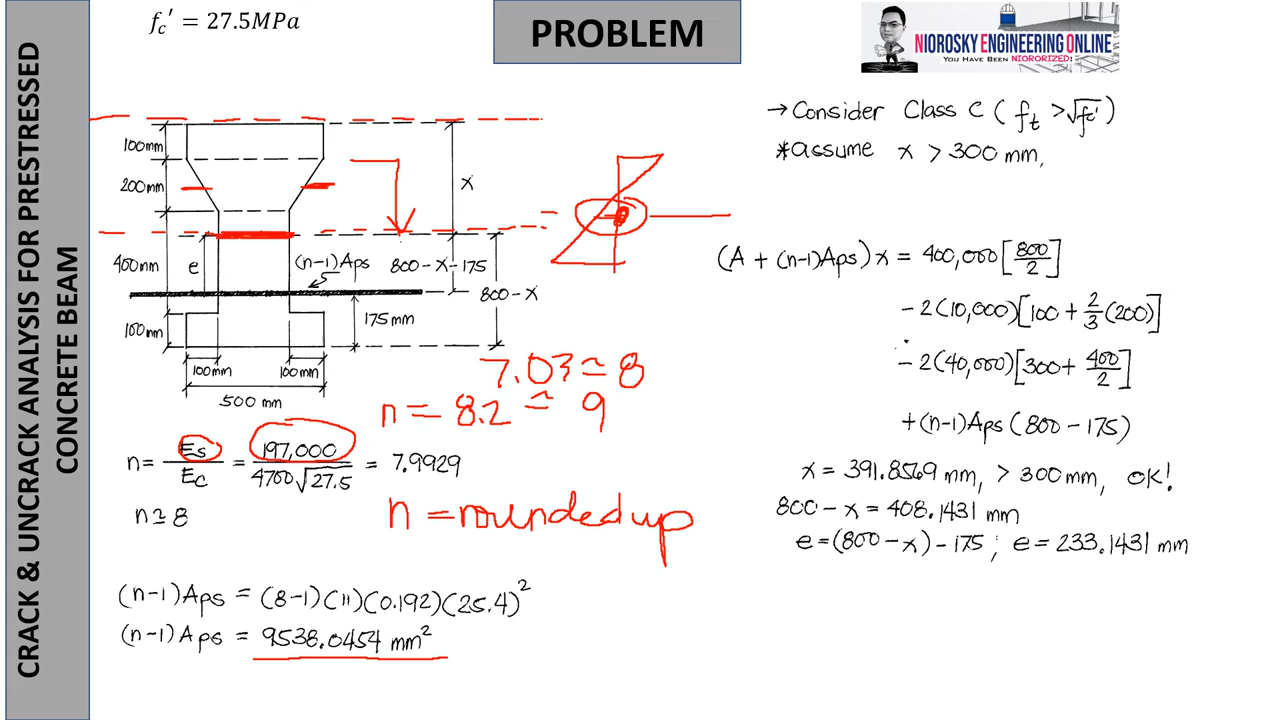 CRACK & UNCRACK ANALYSIS FOR PRESTRESSED
CONCRETE BEAM
fc' = 27.5MPa
PROBLEM
NIOROSKY ENGINEERING ONLINE
YOU HAVE BEEN NIORORIZED!
100mm
200mm
400mm
100mm
e
(n-1)Aps
x
800-x-175
800-x
175 mm
100mm
100mm
500 mm
7.03 ≃ 8
n = 8.2 ≃ 9
n = Es/Ec = 197,000/4700√27.5 = 7.9929
n ≃ 8
n = rounded up
(n-1)Aps = (8-1)(11)(0.192)(25.4)²
(n-1)Aps = 9538.0454 mm²
→Consider Class C (ft >√fc')
*assume x > 300 mm,
(A + (n-1)Aps)x = 400,000[800/2]
- 2(10,000)[100 + 2/3(200)]
- 2(40,000)[300 + 400/2]
+ (n-1)Aps(800-175)
x = 391.8569 mm, > 300 mm, OK!
800-x = 408.1431 mm
e = (800-x)-175; e = 233.1431 mm